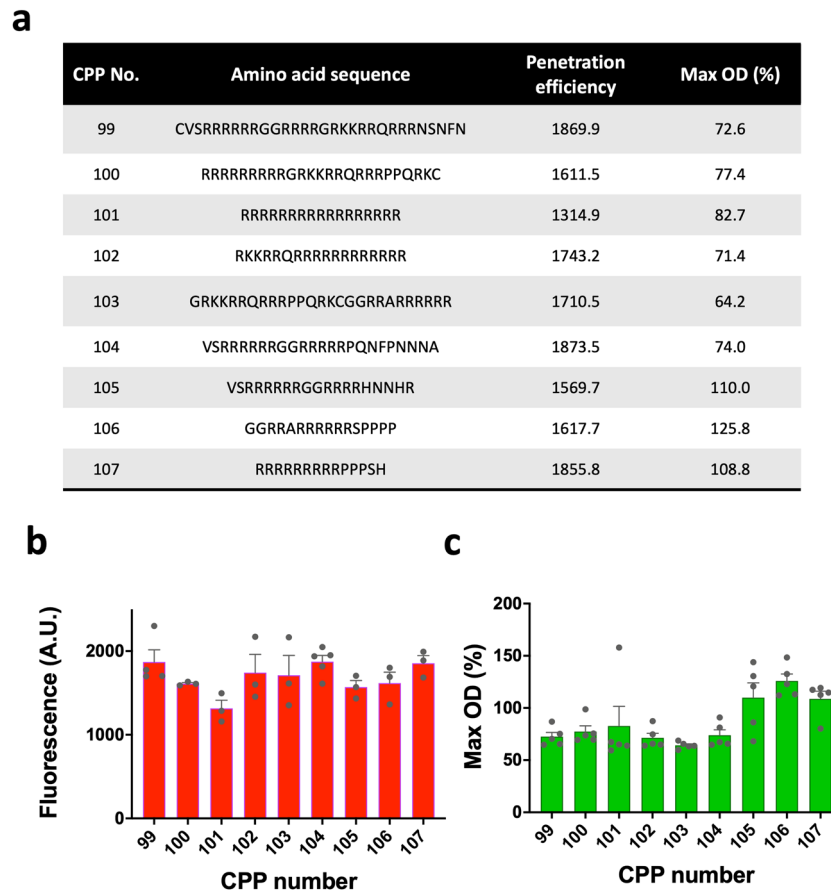 a
CPP No. Amino acid sequence Penetration efficiency Max OD (%)
99 CVSRRRRRRGGRRRRGRKKRRQRRRNSNFN 1869.9 72.6
100 RRRRRRRRRGRKKRRQRRRPPQRKC 1611.5 77.4
101 RRRRRRRRRRRRRRRRR 1314.9 82.7
102 RKKRRQRRRRRRRRRRRR 1743.2 71.4
103 GRKKRRQRRRPPQRKCGGRRARRRRRR 1710.5 64.2
104 VSRRRRRRGGRRRRRPQNFPNNNA 1873.5 74.0
105 VSRRRRRRGGRRRRHNNHR 1569.7 110.0
106 GGRRARRRRRRSPPPP 1617.7 125.8
107 RRRRRRRRRPPPSH 1855.8 108.8
b
Fluorescence (A.U.)
2000
1000
0
99 100 101 102 103 104 105 106 107
CPP number
c
Max OD (%)
200
150
100
50
0
99 100 101 102 103 104 105 106 107
CPP number